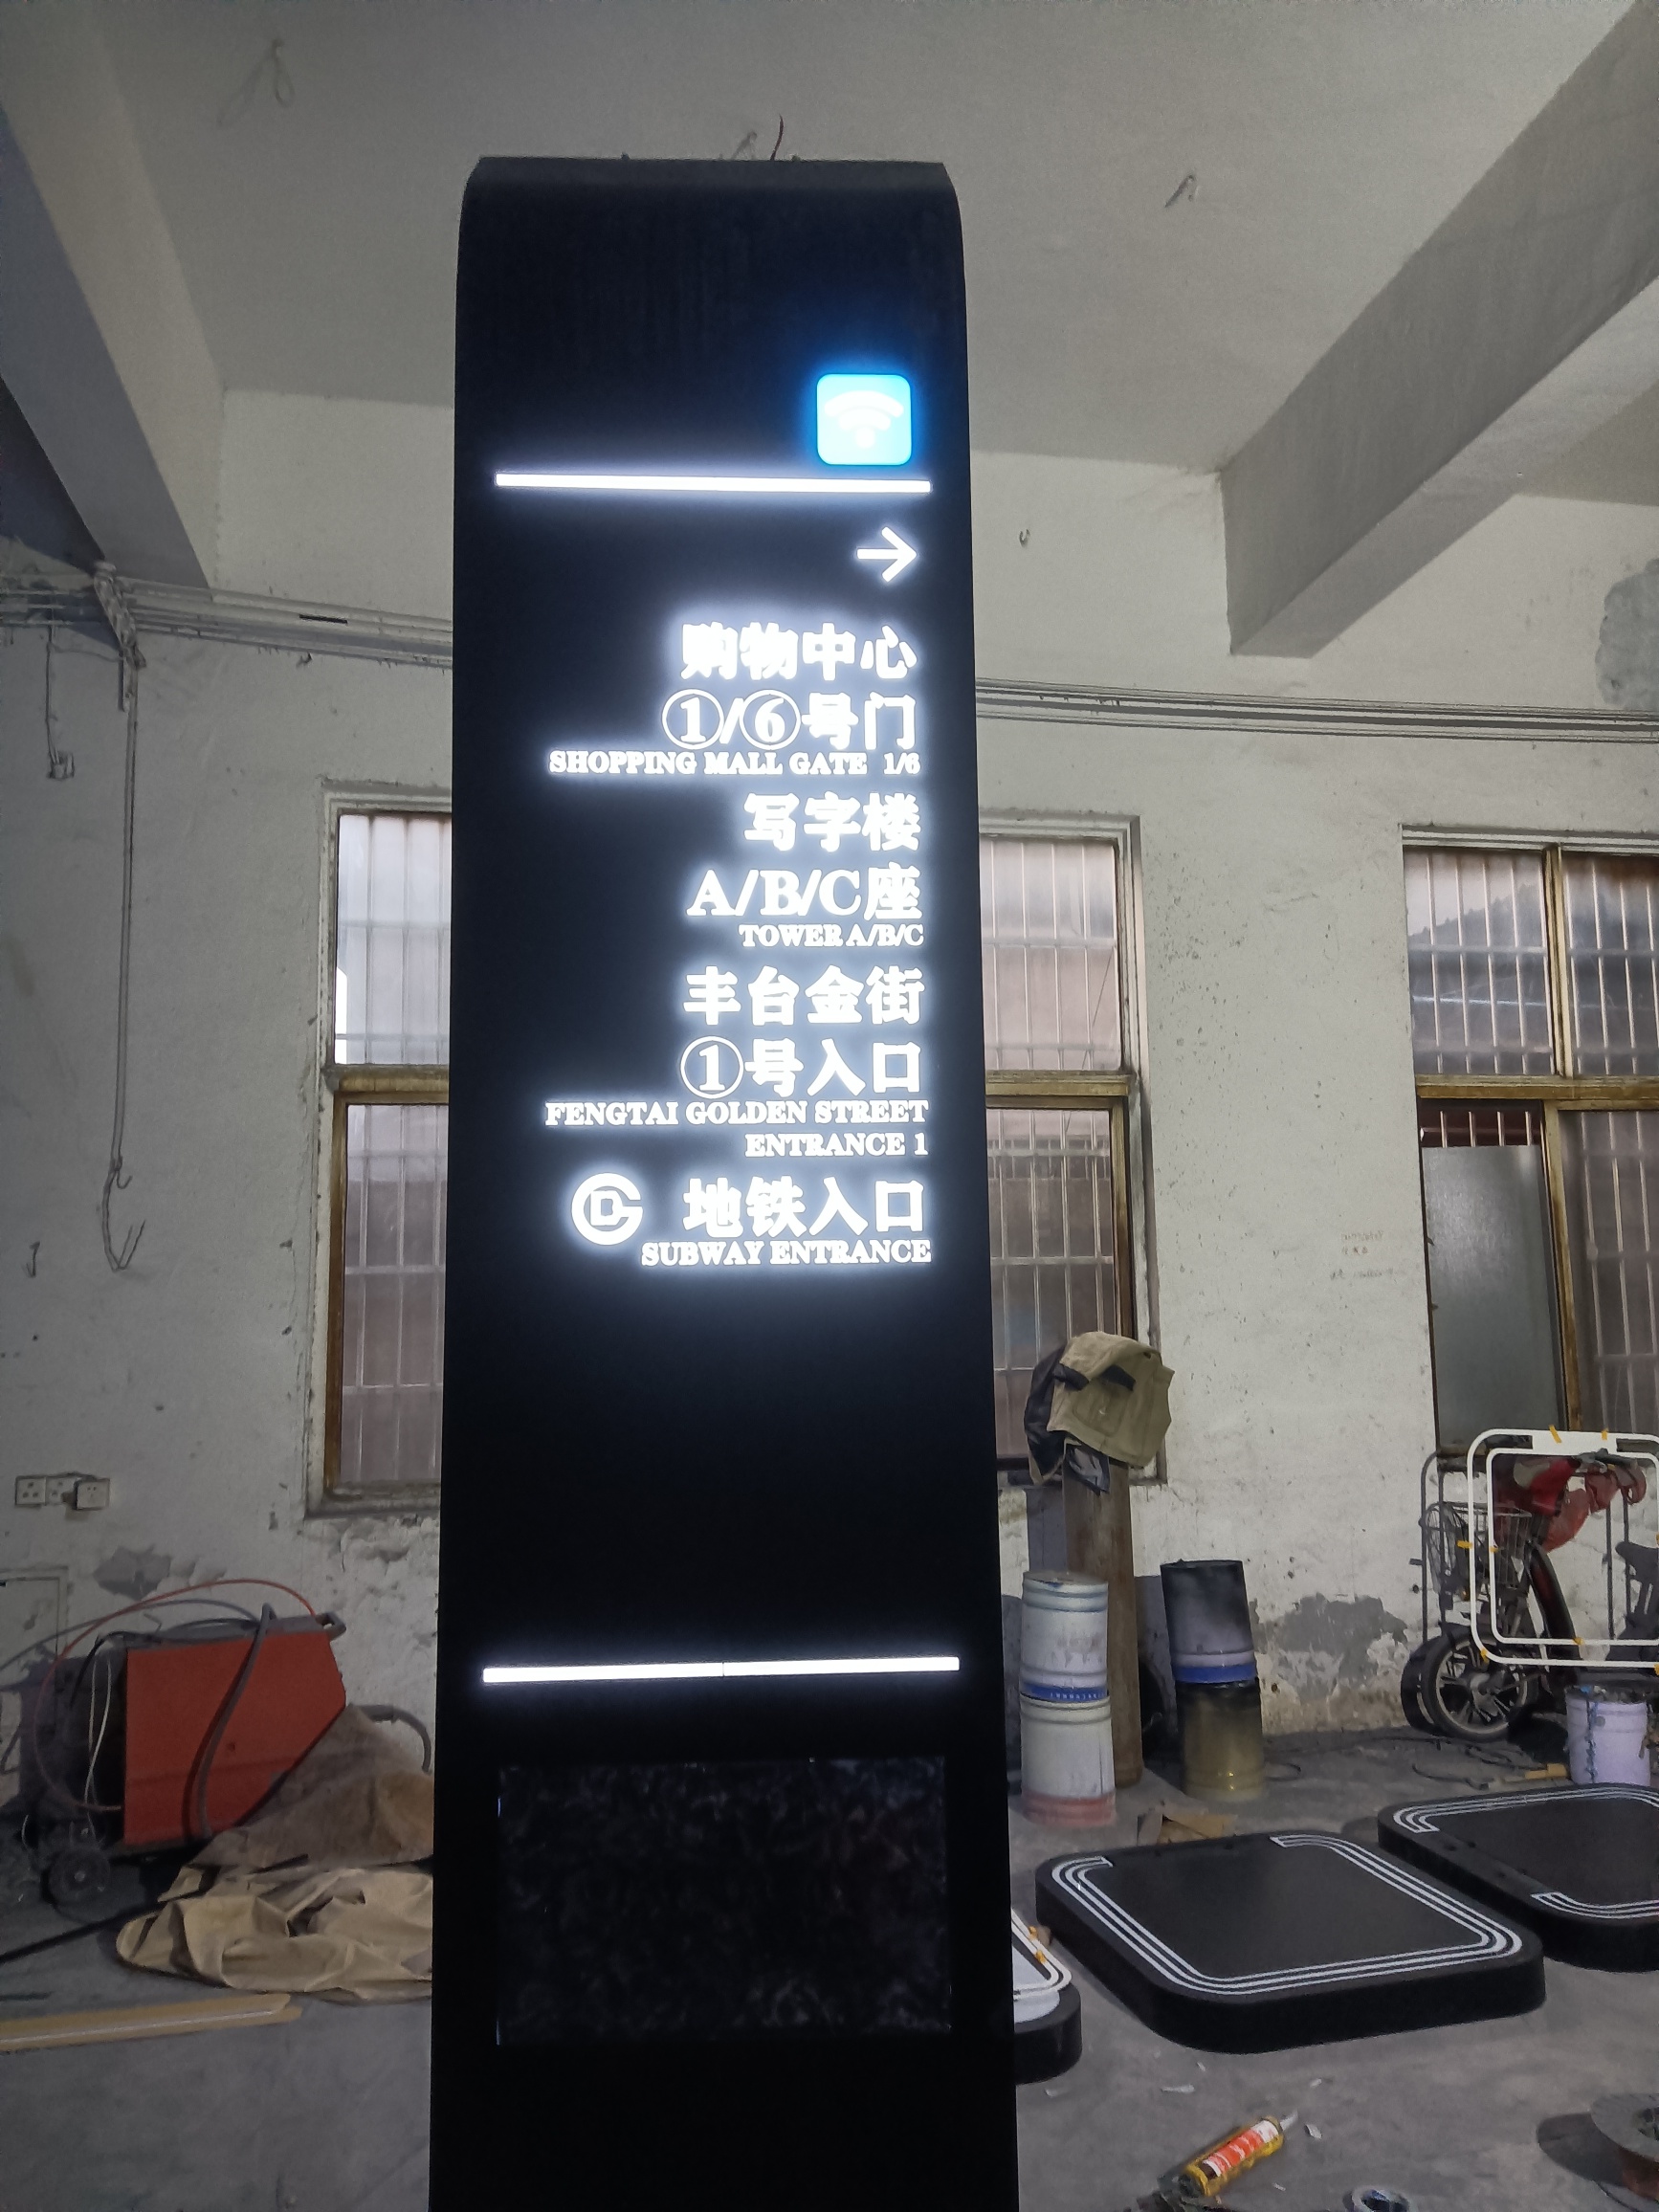 →
购物中心
①/⑥号门
SHOPPING MALL GATE 1/6
写字楼
A/B/C座
TOWER A/B/C
丰台金街
①号入口
FENGTAI GOLDEN STREET
ENTRANCE 1
地铁入口
SUBWAY ENTRANCE